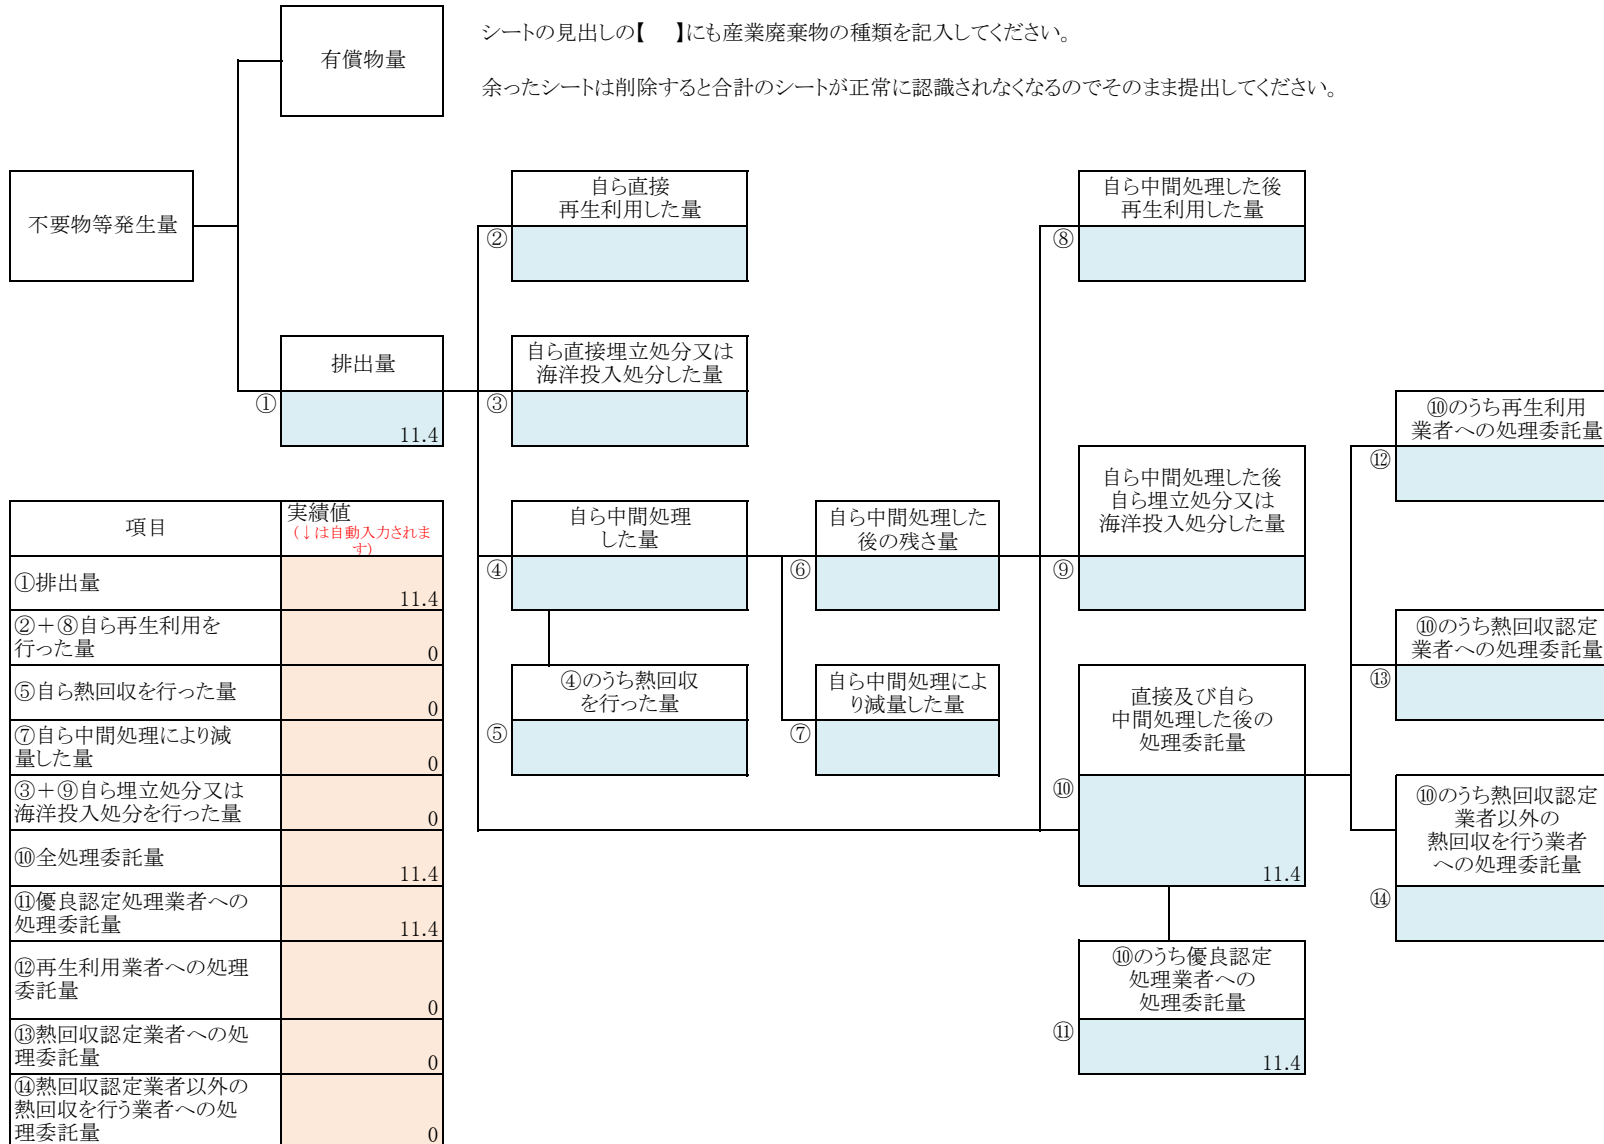 シートの見出しの【　】にも産業廃棄物の種類を記入してください。
余ったシートは削除すると合計のシートが正常に認識されなくなるのでそのまま提出してください。
有償物量
不要物等発生量
自ら直接
再生利用した量
②
自ら中間処理した後
再生利用した量
⑧
排出量
①
11.4
自ら直接埋立処分又は
海洋投入処分した量
③
⑩のうち再生利用
業者への処理委託量
⑫
自ら中間処理
した量
④
自ら中間処理した
後の残さ量
⑥
自ら中間処理した後
自ら埋立処分又は
海洋投入処分した量
⑨
⑩のうち熱回収認定
業者への処理委託量
⑬
④のうち熱回収
を行った量
⑤
自ら中間処理によ
り減量した量
⑦
直接及び自ら
中間処理した後の
処理委託量
⑩
11.4
⑩のうち熱回収認定
業者以外の
熱回収を行う業者
への処理委託量
⑭
⑩のうち優良認定
処理業者への
処理委託量
⑪
11.4
項目
実績値
(↓は自動入力されま
す)
①排出量
11.4
②＋⑧自ら再生利用を
行った量
0
⑤自ら熱回収を行った量
0
⑦自ら中間処理により減
量した量
0
③＋⑨自ら埋立処分又は
海洋投入処分を行った量
0
⑩全処理委託量
11.4
⑪優良認定処理業者への
処理委託量
11.4
⑫再生利用業者への処理
委託量
0
⑬熱回収認定業者への処
理委託量
0
⑭熱回収認定業者以外の
熱回収を行う業者への処
理委託量
0